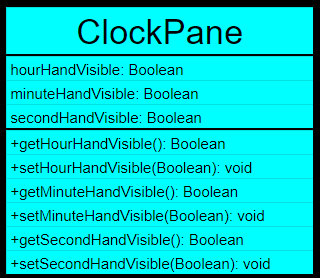 ClockPane
hourHandVisible: Boolean
minuteHandVisible: Boolean
secondHandVisible: Boolean
+getHourHandVisible(): Boolean
+setHourHandVisible(Boolean): void
+getMinuteHandVisible(): Boolean
+setMinuteHandVisible(Boolean): void
+getSecondHandVisible(): Boolean
+setSecondHandVisible(Boolean): void